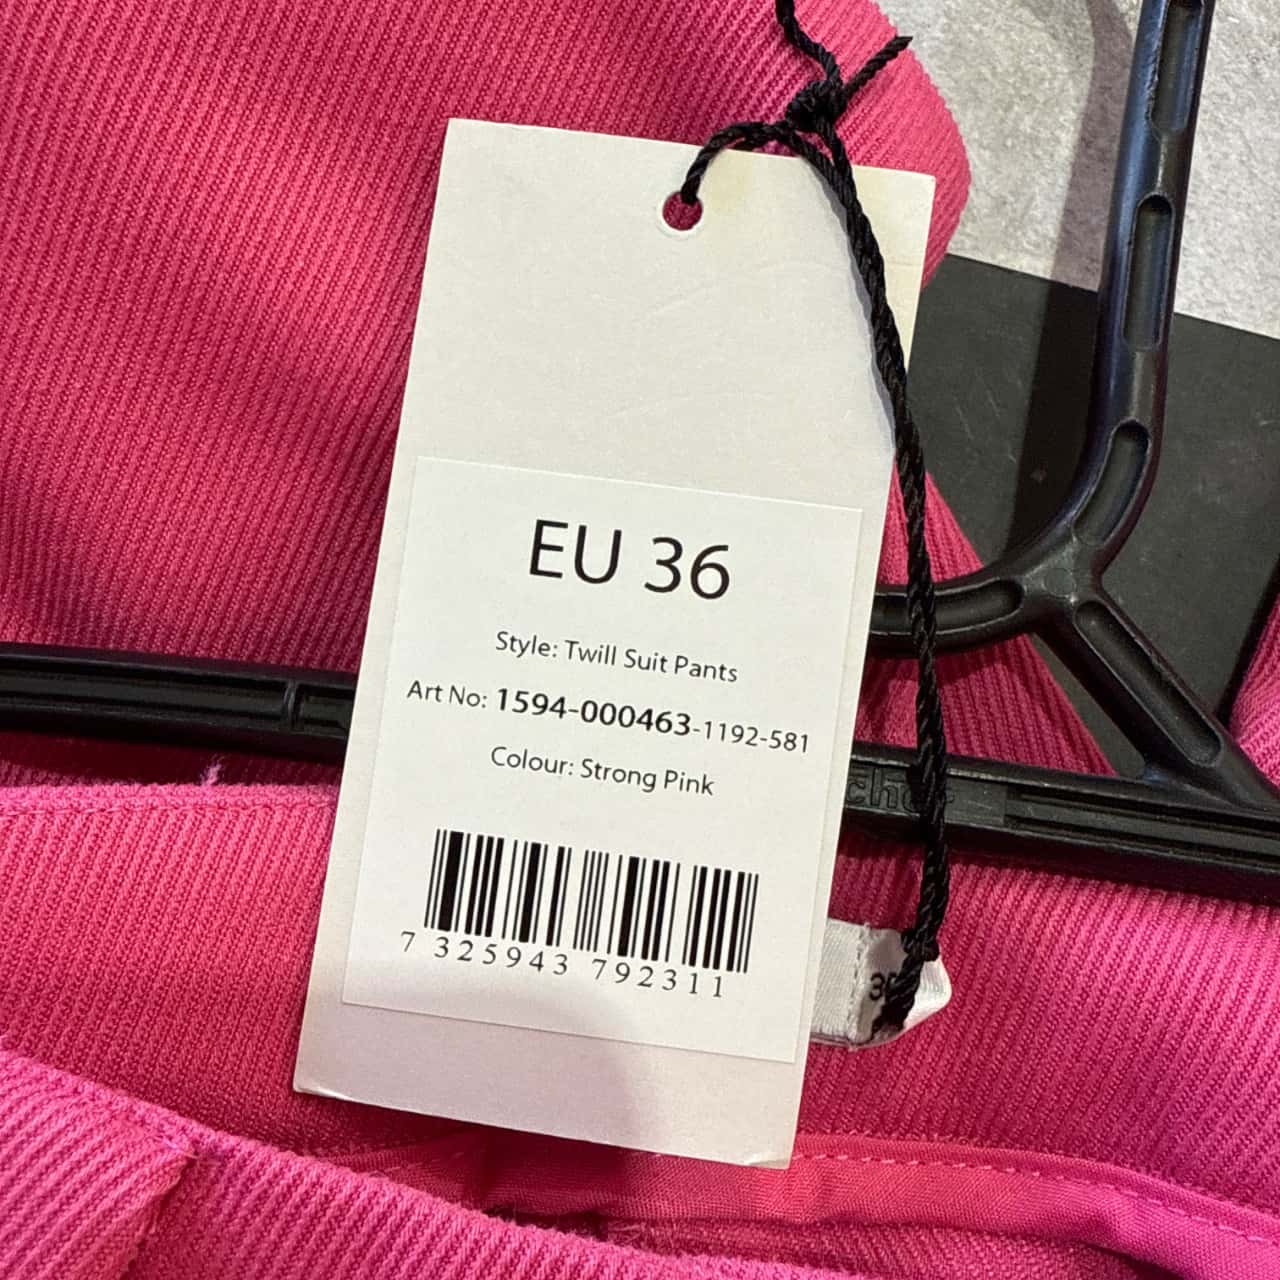 EU 36
Style: Twill Suit Pants
Art No: 1594-000463-1192-581
Colour: Strong Pink
7 325943 792311